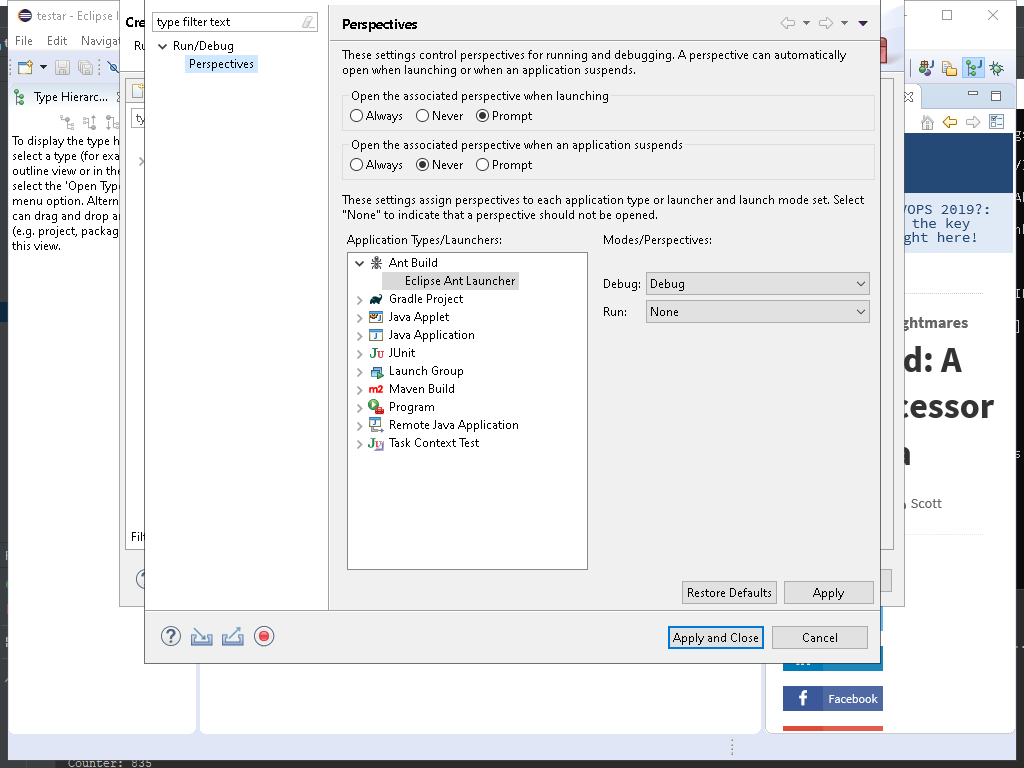 testar - Eclipse I
File Edit Navigat
Type Hierarc...
To display the type h
select a type (for exa
outline view or in the
select the 'Open Type
menu option. Altern
can drag and drop a
(e.g. project, packag
this view.
Cre
Ru
ty
Filt
type filter text
Run/Debug
Perspectives
Perspectives
These settings control perspectives for running and debugging. A perspective can automatically
open when launching or when an application suspends.
Open the associated perspective when launching
Always Never Prompt
Open the associated perspective when an application suspends
Always Never Prompt
These settings assign perspectives to each application type or launcher and launch mode set. Select
"None" to indicate that a perspective should not be opened.
Application Types/Launchers:
Ant Build
Eclipse Ant Launcher
Gradle Project
Java Applet
Java Application
JUnit
Launch Group
Maven Build
Program
Remote Java Application
Task Context Test
Modes/Perspectives:
Debug: Debug
Run: None
Restore Defaults Apply
Apply and Close Cancel
OPS 2019?:
the key
ght here!
ghtmares
d: A
cessor
a
Scott
Facebook
Counter: 835